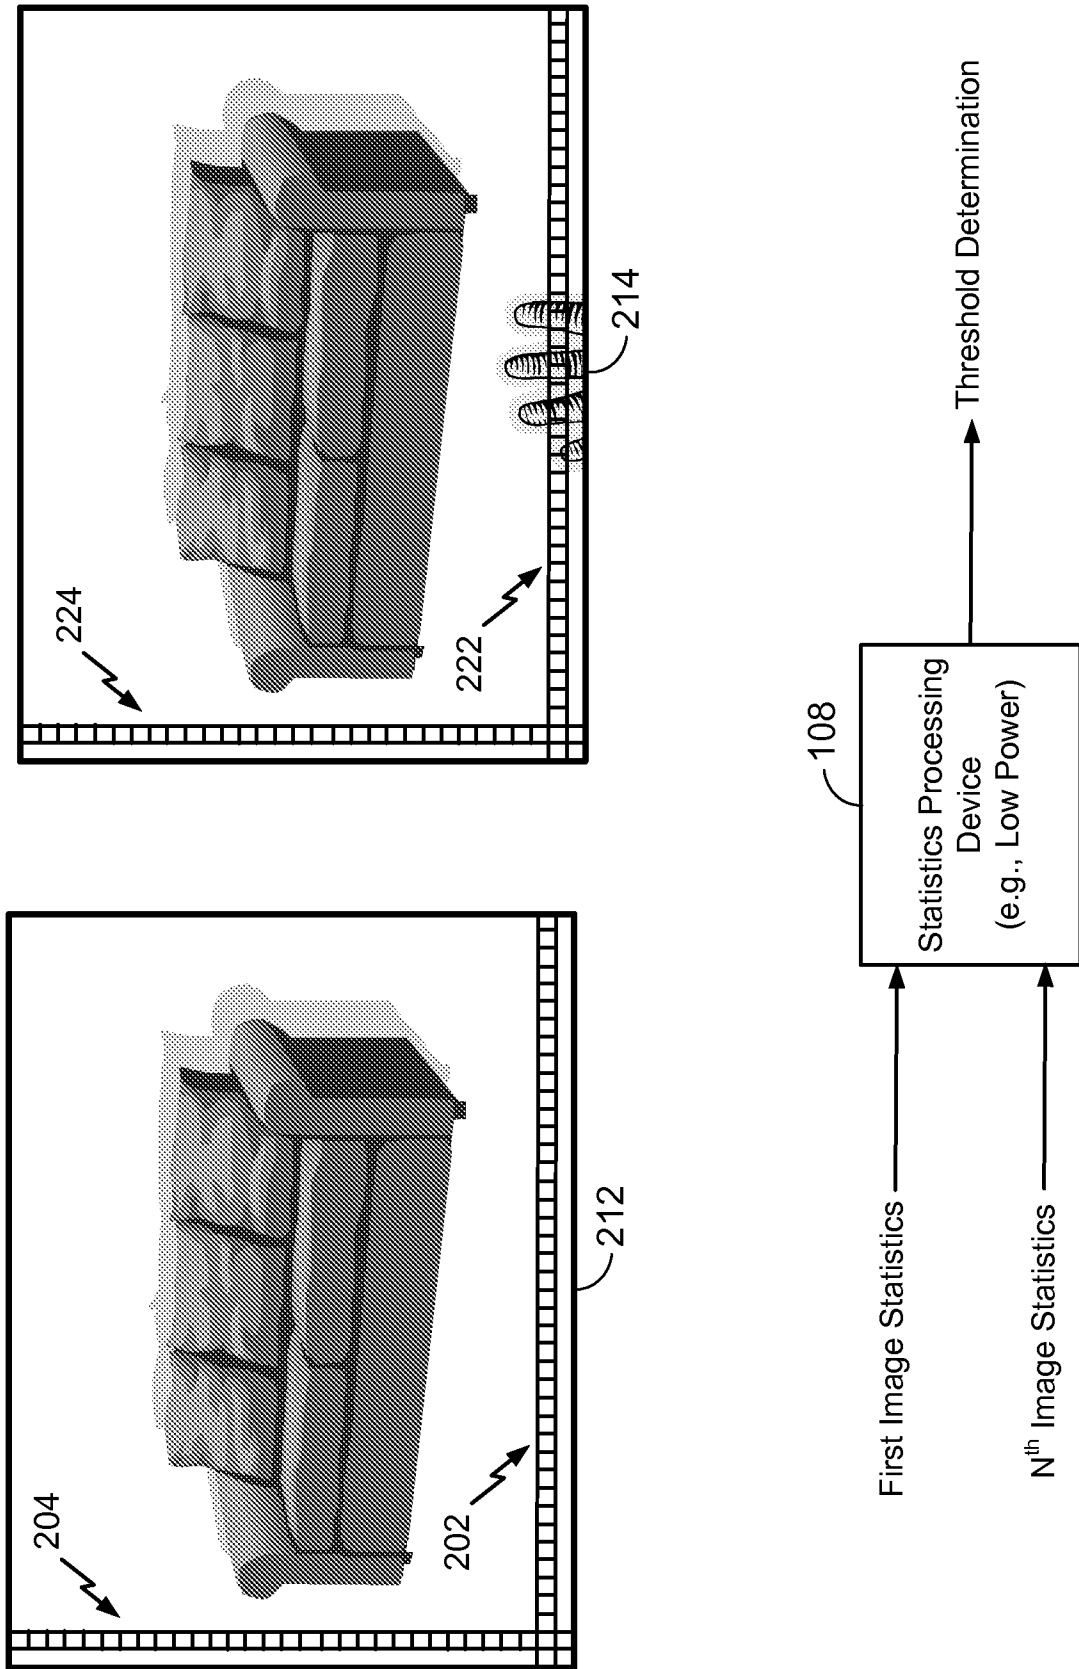 204
202
212
224
222
214
First Image Statistics
Nth Image Statistics
108
Statistics Processing
Device
(e.g., Low Power)
Threshold Determination